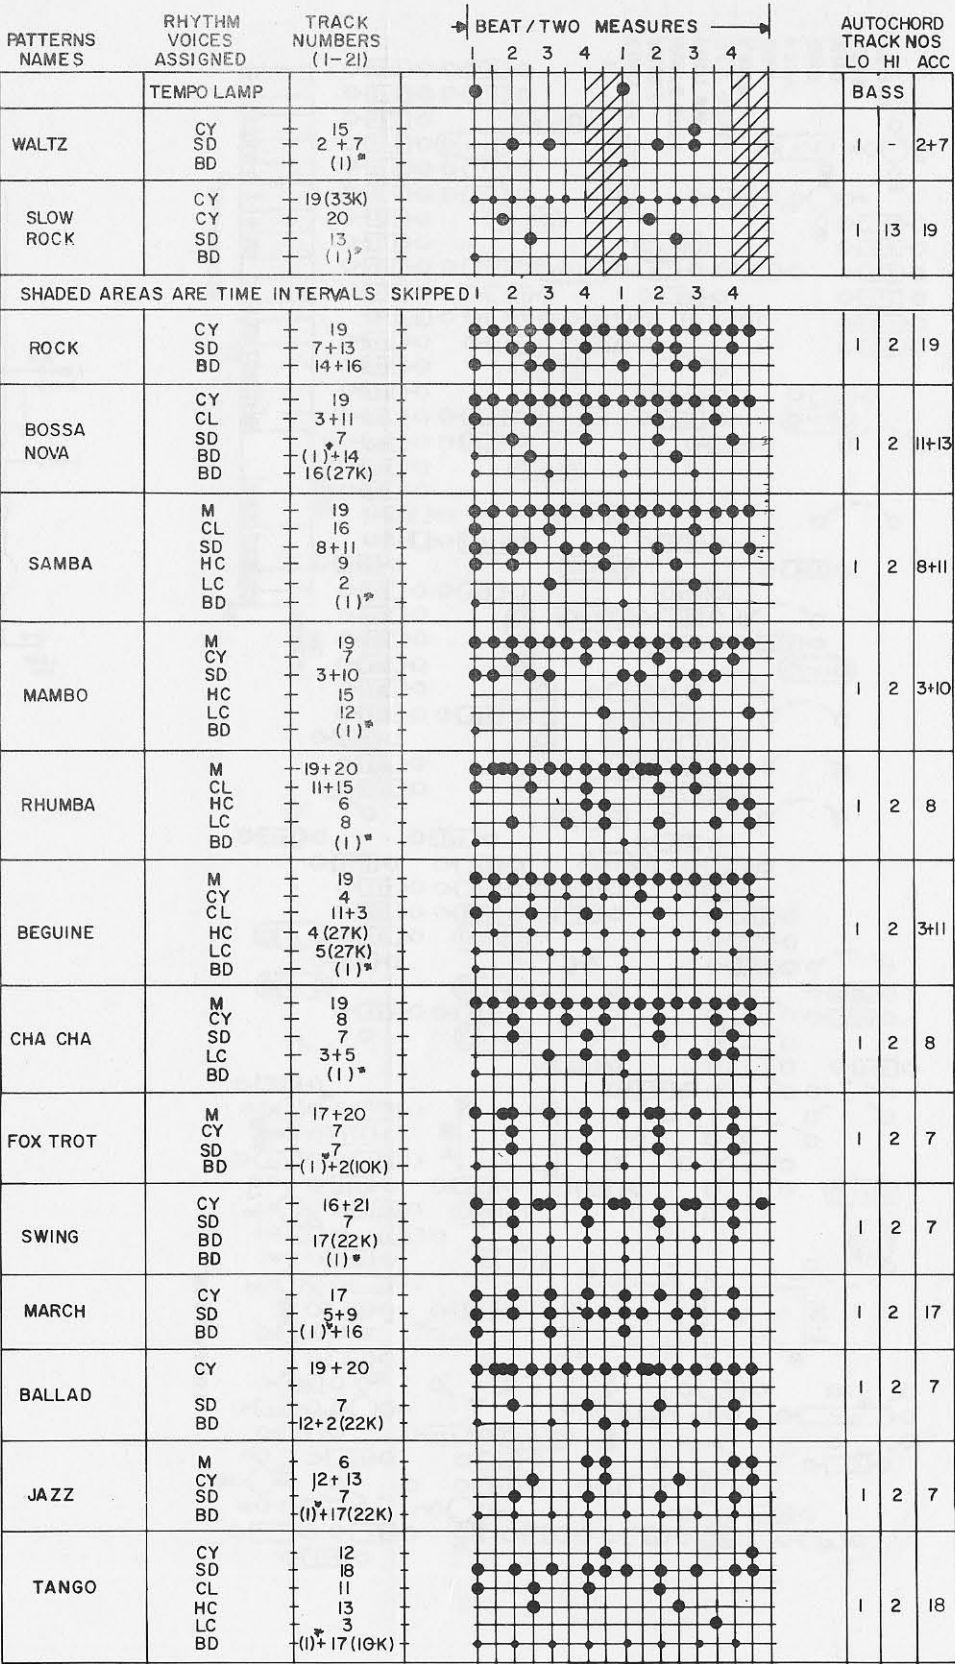 PATTERNS NAMES RHYTHM VOICES ASSIGNED TRACK NUMBERS (1-21) BEAT/TWO MEASURES AUTOCHORD TRACK NOS
1 2 3 4 1 2 3 4 LO HI ACC
TEMPO LAMP BASS
WALTZ 1 - 2+7
CY 15
SD 2+7
BD (1)*
SLOW ROCK 1 13 19
CY 19(33K)
CY 20
SD 13
BD (1)*
SHADED AREAS ARE TIME INTERVALS SKIPPED 1 2 3 4 1 2 3 4
ROCK 1 2 19
CY 19
SD 7+13
BD 14+16
BOSSA NOVA 1 2 11+13
CY 19
CL 3+11
SD 7
BD (1)*+14
BD 16(27K)
SAMBA 1 2 8+11
M 19
CL 16
SD 8+11
HC 9
LC 2
BD (1)*
MAMBO 1 2 3+10
M 19
CY 7
SD 3+10
HC 15
LC 12
BD (1)*
RHUMBA 1 2 8
M 19+20
CL 11+15
HC 6
LC 8
BD (1)*
BEGUINE 1 2 3+11
M 19
CY 4
CL 11+3
HC 4(27K)
LC 5(27K)
BD (1)*
CHA CHA 1 2 8
M 19
CY 8
SD 7
LC 3+5
BD (1)*
FOX TROT 1 2 7
M 17+20
CY 7
SD 7
BD (1)*+2(10K)
SWING 1 2 7
CY 16+21
SD 7
BD 17(22K)
BD (1)*
MARCH 1 2 17
CY 17
SD 5+9
BD (1)*+16
BALLAD 1 2 7
CY 19+20
SD 7
BD 12+2(22K)
JAZZ 1 2 7
M 6
CY 12+13
SD 7
BD (1)*+17(22K)
TANGO 1 2 18
CY 12
SD 18
CL 11
HC 13
LC 3
BD (1)*+17(10K)